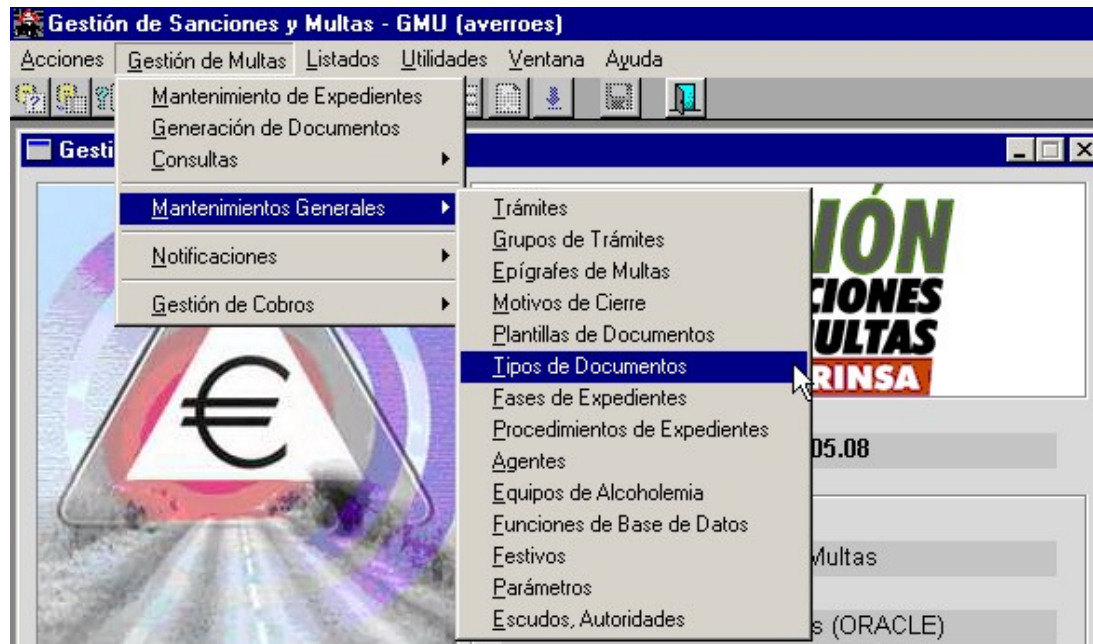 Gestión de Sanciones y Multas - GMU (averroes)
Acciones Gestión de Multas Listados Utilidades Ventana Ayuda
Mantenimiento de Expedientes
Generación de Documentos
Consultas
Mantenimientos Generales
Notificaciones
Gestión de Cobros
Gesti
Trámites
Grupos de Trámites
Epígrafes de Multas
Motivos de Cierre
Plantillas de Documentos
Tipos de Documentos
Fases de Expedientes
Procedimientos de Expedientes
Agentes
Equipos de Alcoholemia
Funciones de Base de Datos
Festivos
Parámetros
Escudos, Autoridades
IÓN
CIONES
ULTAS
RINSA
05.08
Multas
s (ORACLE)
€